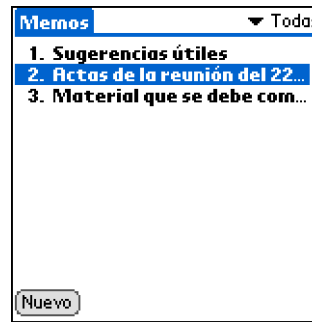 Memos
Todas
1. Sugerencias útiles
2. Actas de la reunión del 22...
3. Material que se debe com...
Nuevo